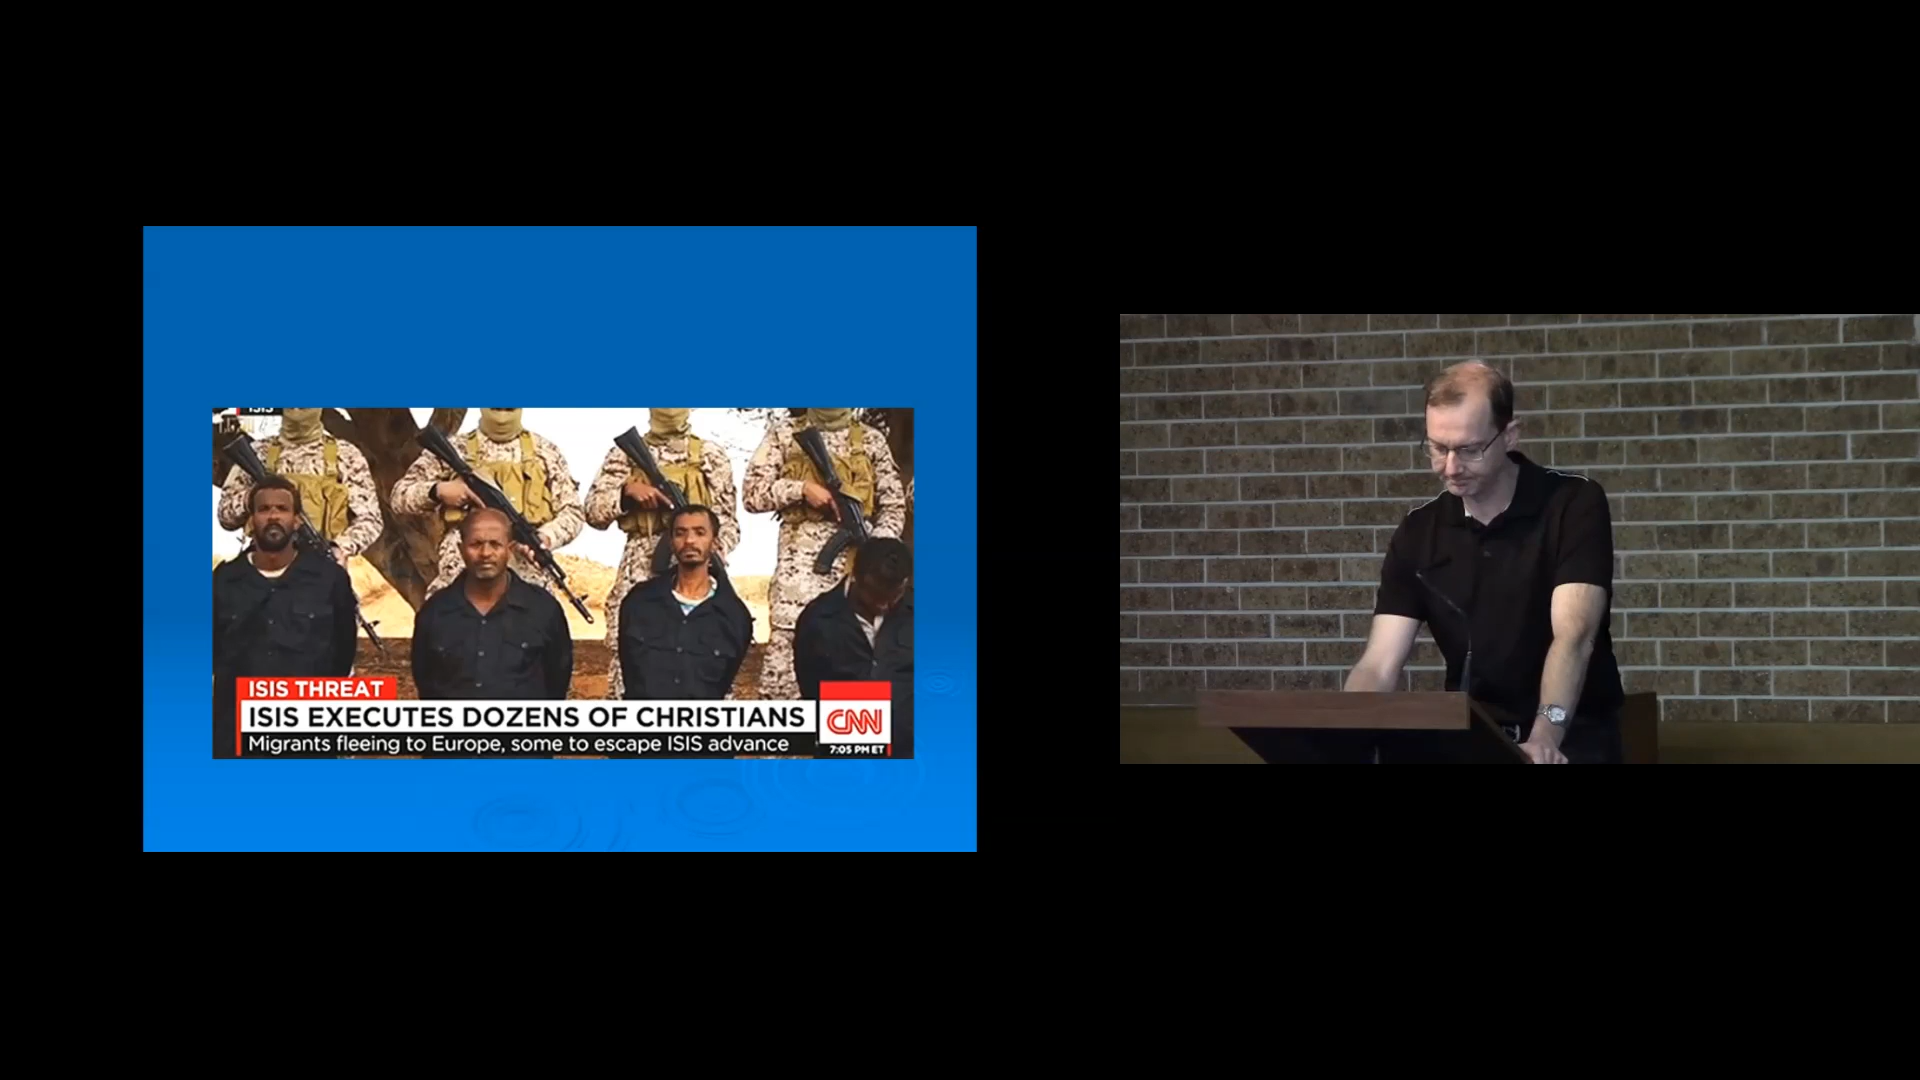 ISIS
ISIS THREAT
ISIS EXECUTES DOZENS OF CHRISTIANS
Migrants fleeing to Europe, some to escape ISIS advance
CNN
7:05 PM ET